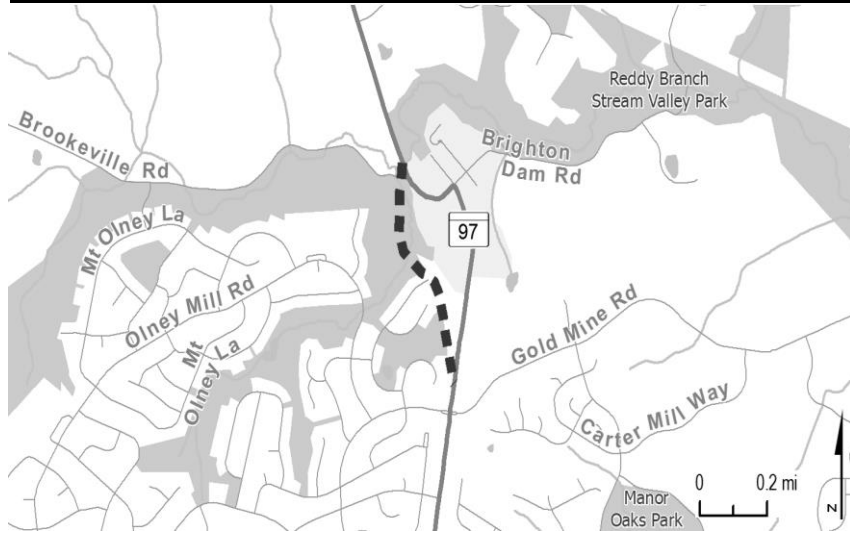 Reddy Branch
Stream Valley Park
Brookeville
Rd
Brighton
Dam Rd
Mt Olney La
97
Olney Mill Rd
Mt
Olney La
Gold Mine Rd
Carter Mill Way
0 0.2 mi
Manor
Oaks Park
N